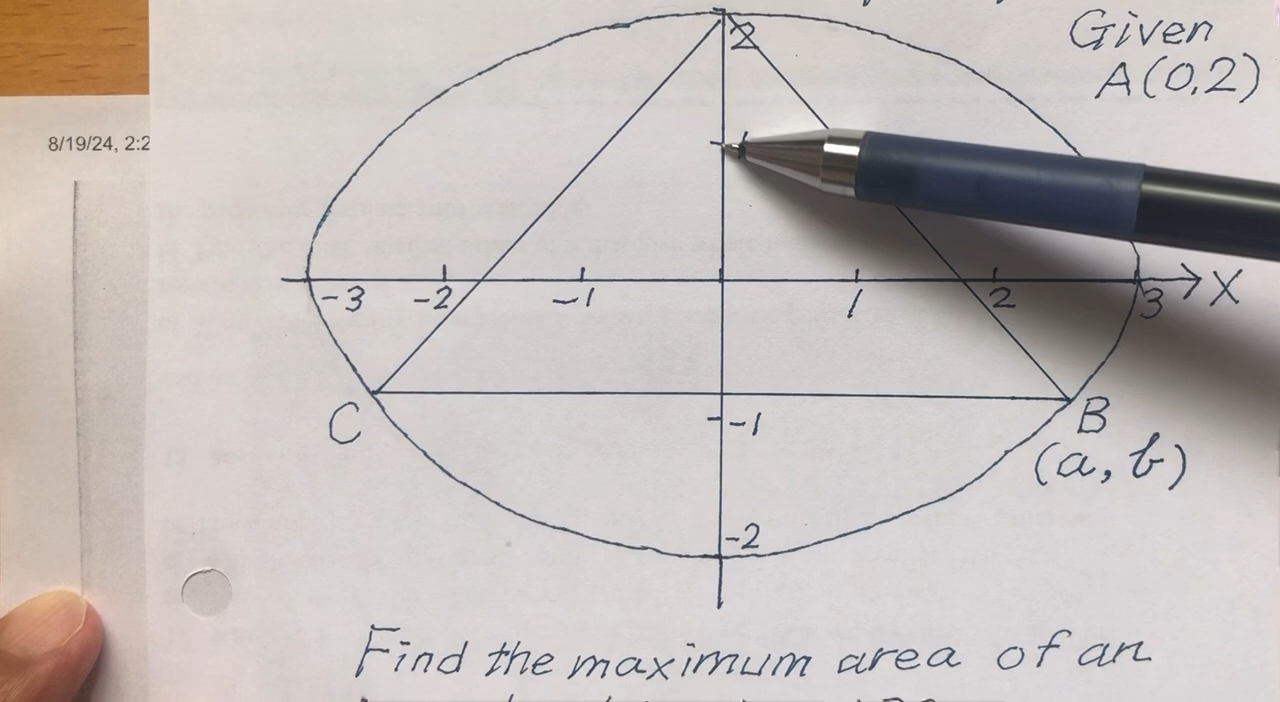 Given
A(0,2)
2
8/19/24, 2:2
-3 -2 -1 1 2 3 X
C
-1
B
(a, b)
-2
Find the maximum area of an